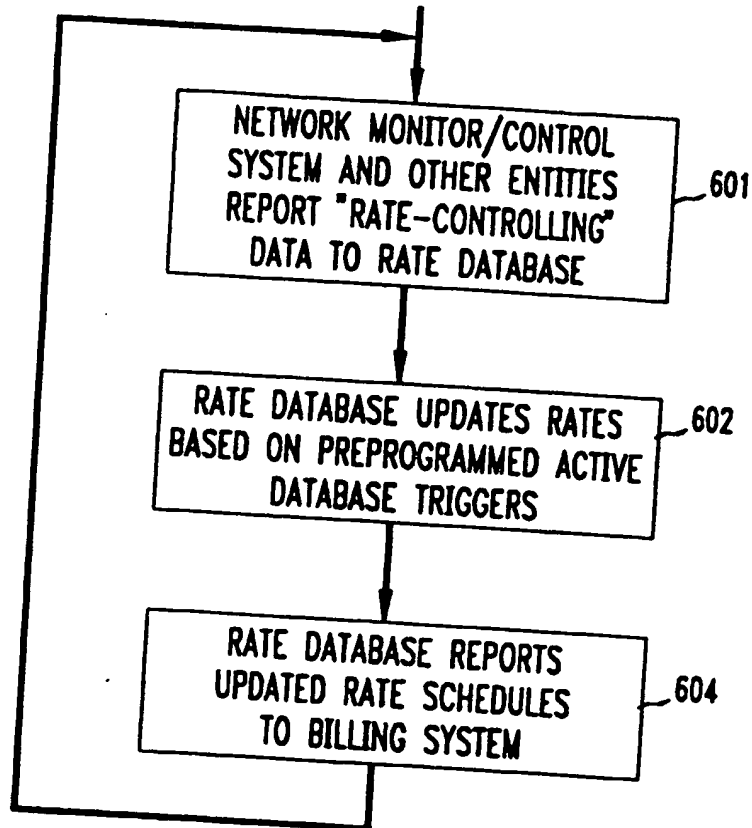 NETWORK MONITOR/CONTROL
SYSTEM AND OTHER ENTITIES
REPORT "RATE-CONTROLLING"
DATA TO RATE DATABASE
601
RATE DATABASE UPDATES RATES
BASED ON PREPROGRAMMED ACTIVE
DATABASE TRIGGERS
602
RATE DATABASE REPORTS
UPDATED RATE SCHEDULES
TO BILLING SYSTEM
604